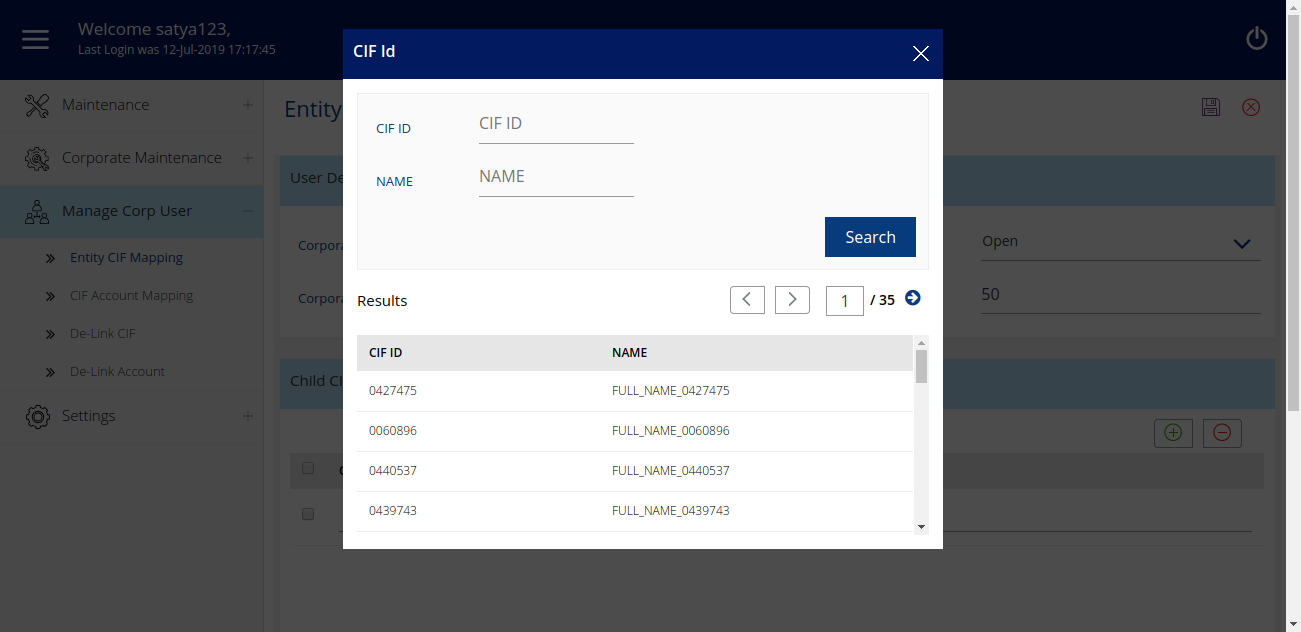 Welcome satya123,
Last Login was 12-Jul-2019 17:17:45
Maintenance
Corporate Maintenance
Manage Corp User
Entity CIF Mapping
CIF Account Mapping
De-Link CIF
De-Link Account
Settings
Entity
User De
Corpora
Open
Corpora
50
Child CI
CIF Id
CIF ID
CIF ID
NAME
NAME
Search
Results
1 / 35
CIF ID NAME
0427475 FULL_NAME_0427475
0060896 FULL_NAME_0060896
0440537 FULL_NAME_0440537
0439743 FULL_NAME_0439743